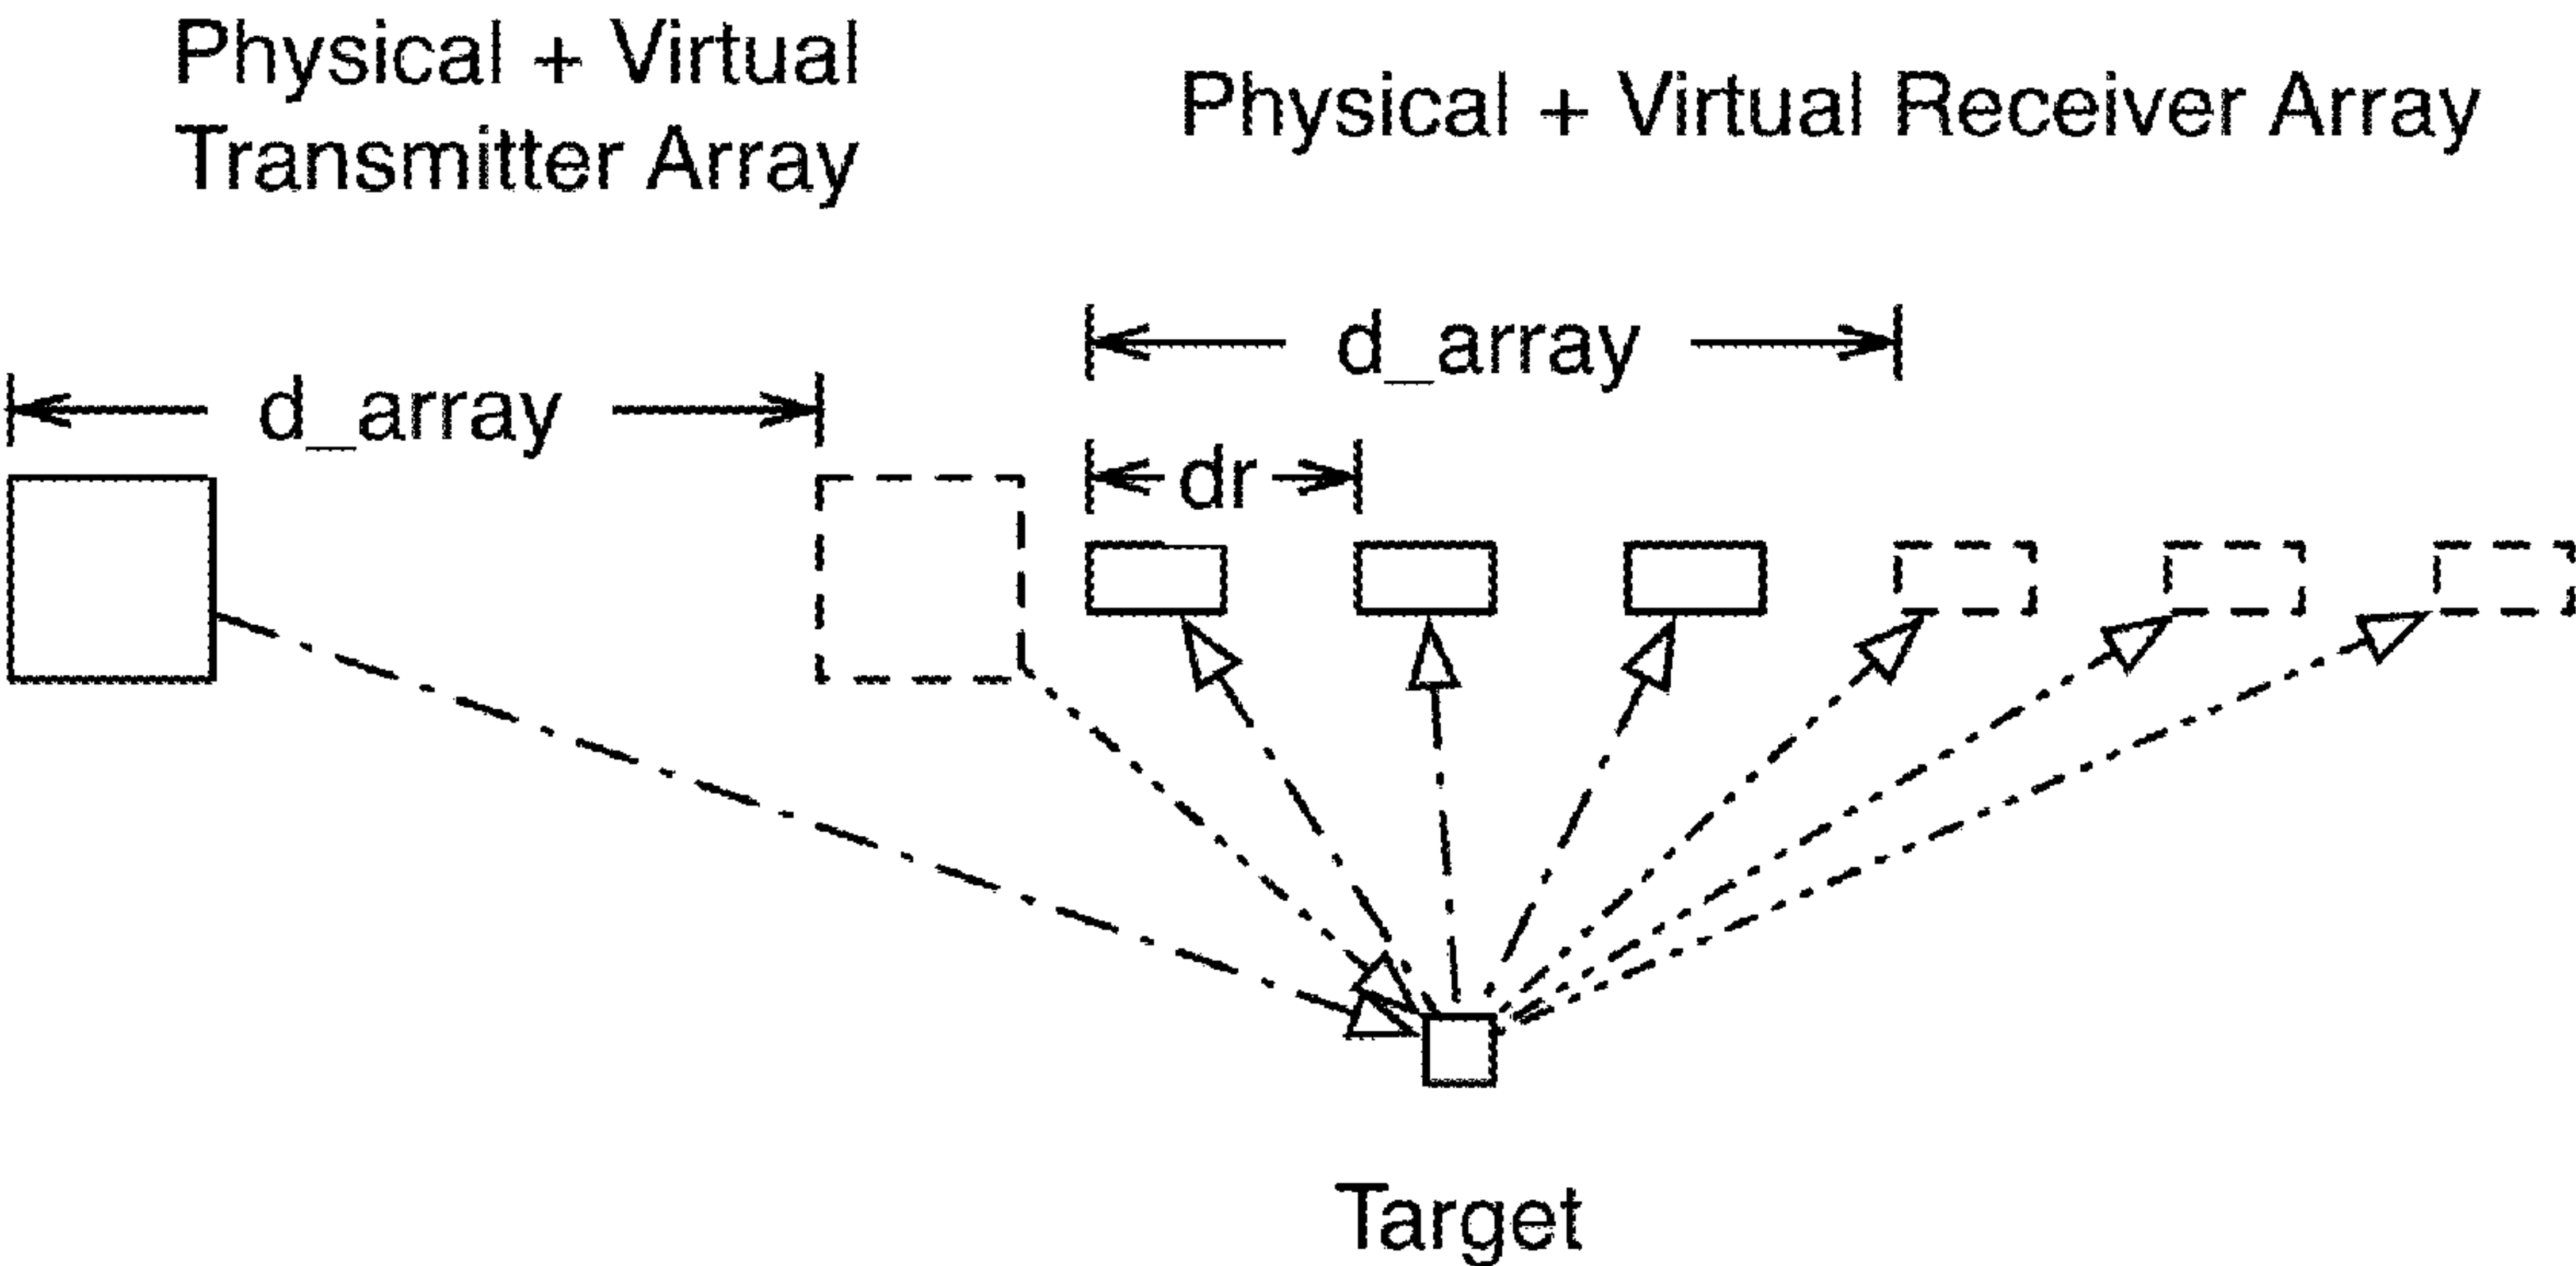 Physical + Virtual
Transmitter Array
Physical + Virtual Receiver Array
d_array
d_array
dr
Target